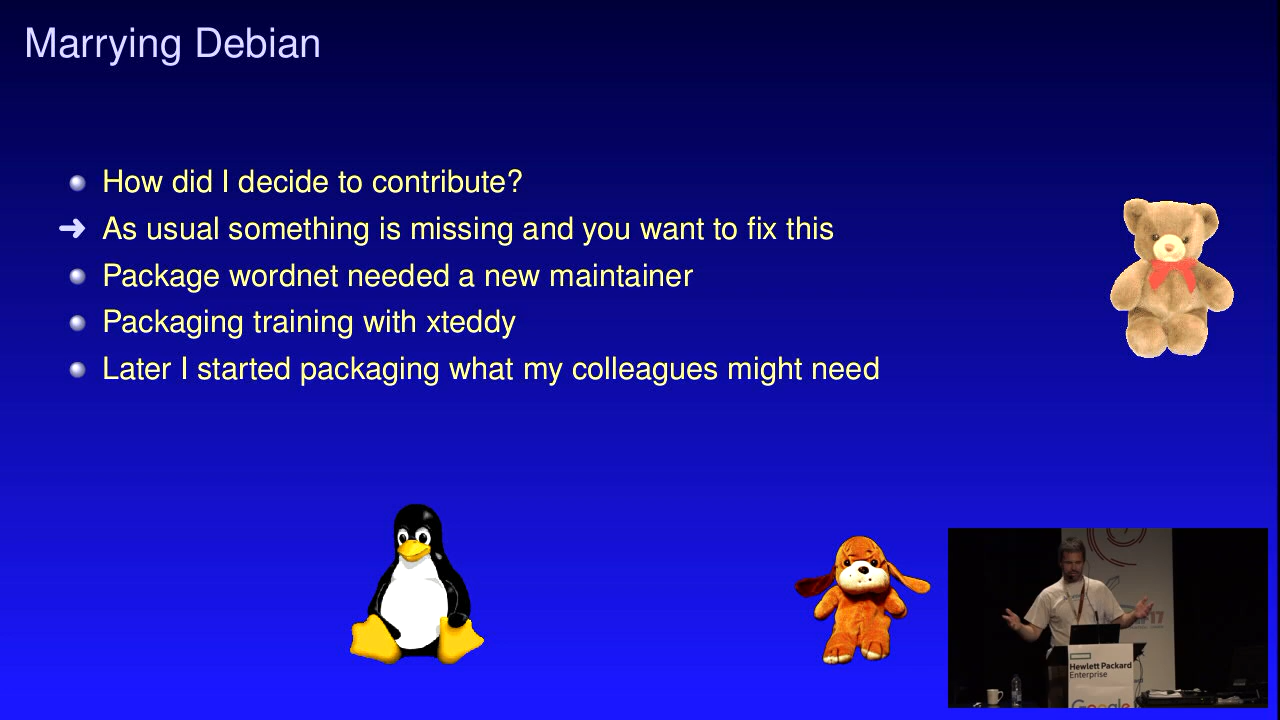 Marrying Debian
How did I decide to contribute?
As usual something is missing and you want to fix this
Package wordnet needed a new maintainer
Packaging training with xteddy
Later I started packaging what my colleagues might need
17
Hewlett Packard
Enterprise
Google